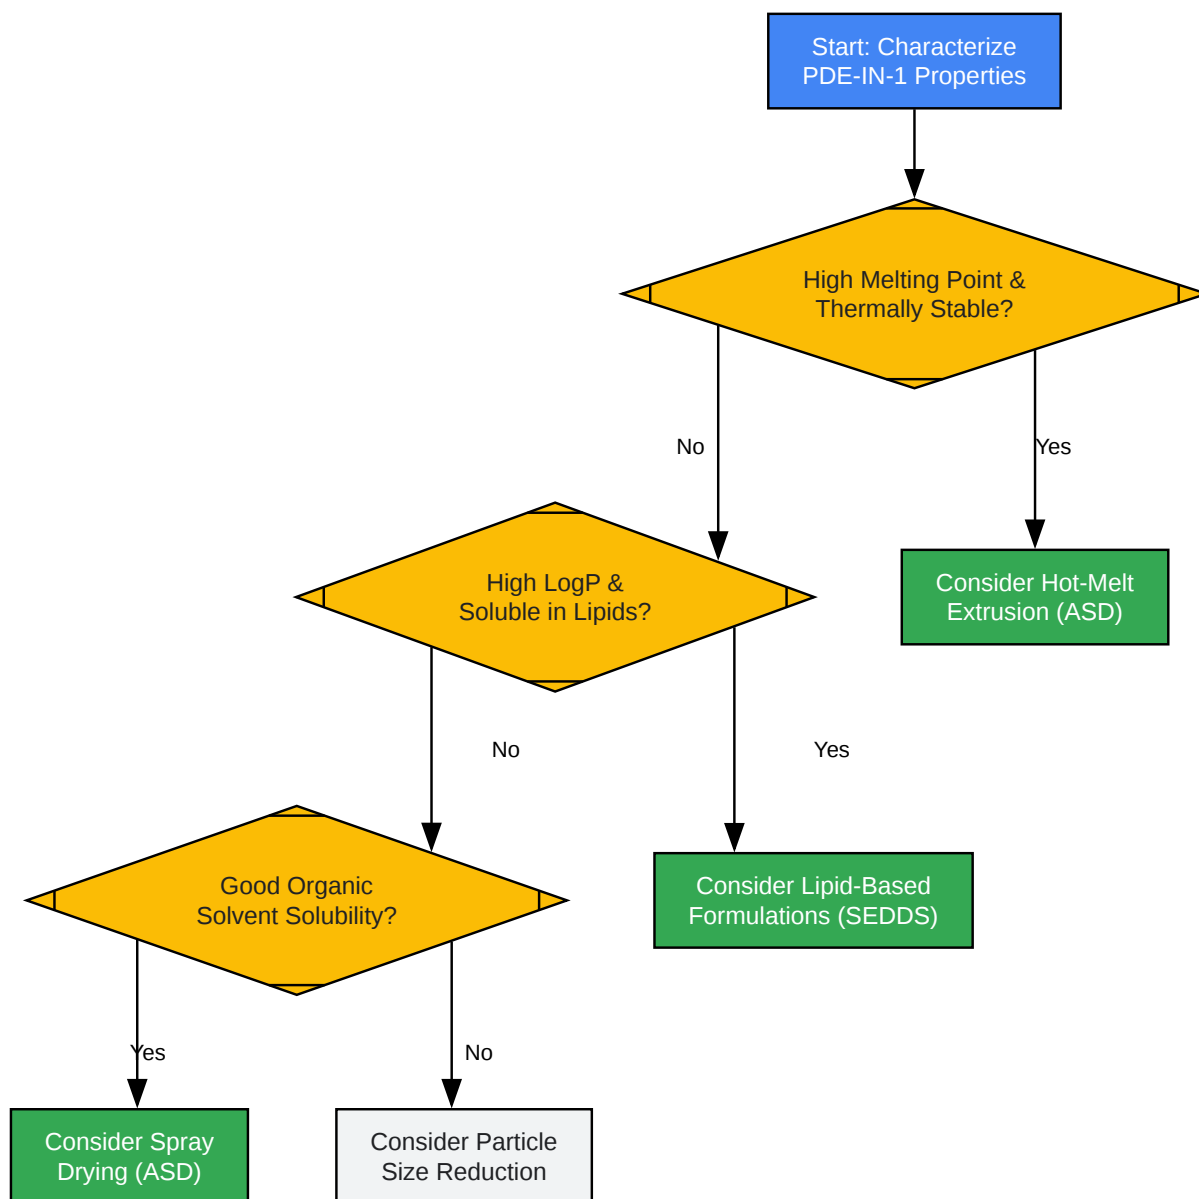 Start: Characterize
PDE-IN-1 Properties
High Melting Point &
Thermally Stable?
No
Yes
High LogP &
Soluble in Lipids?
Consider Hot-Melt
Extrusion (ASD)
No
Yes
Good Organic
Solvent Solubility?
Consider Lipid-Based
Formulations (SEDDS)
Yes
No
Consider Spray
Drying (ASD)
Consider Particle
Size Reduction